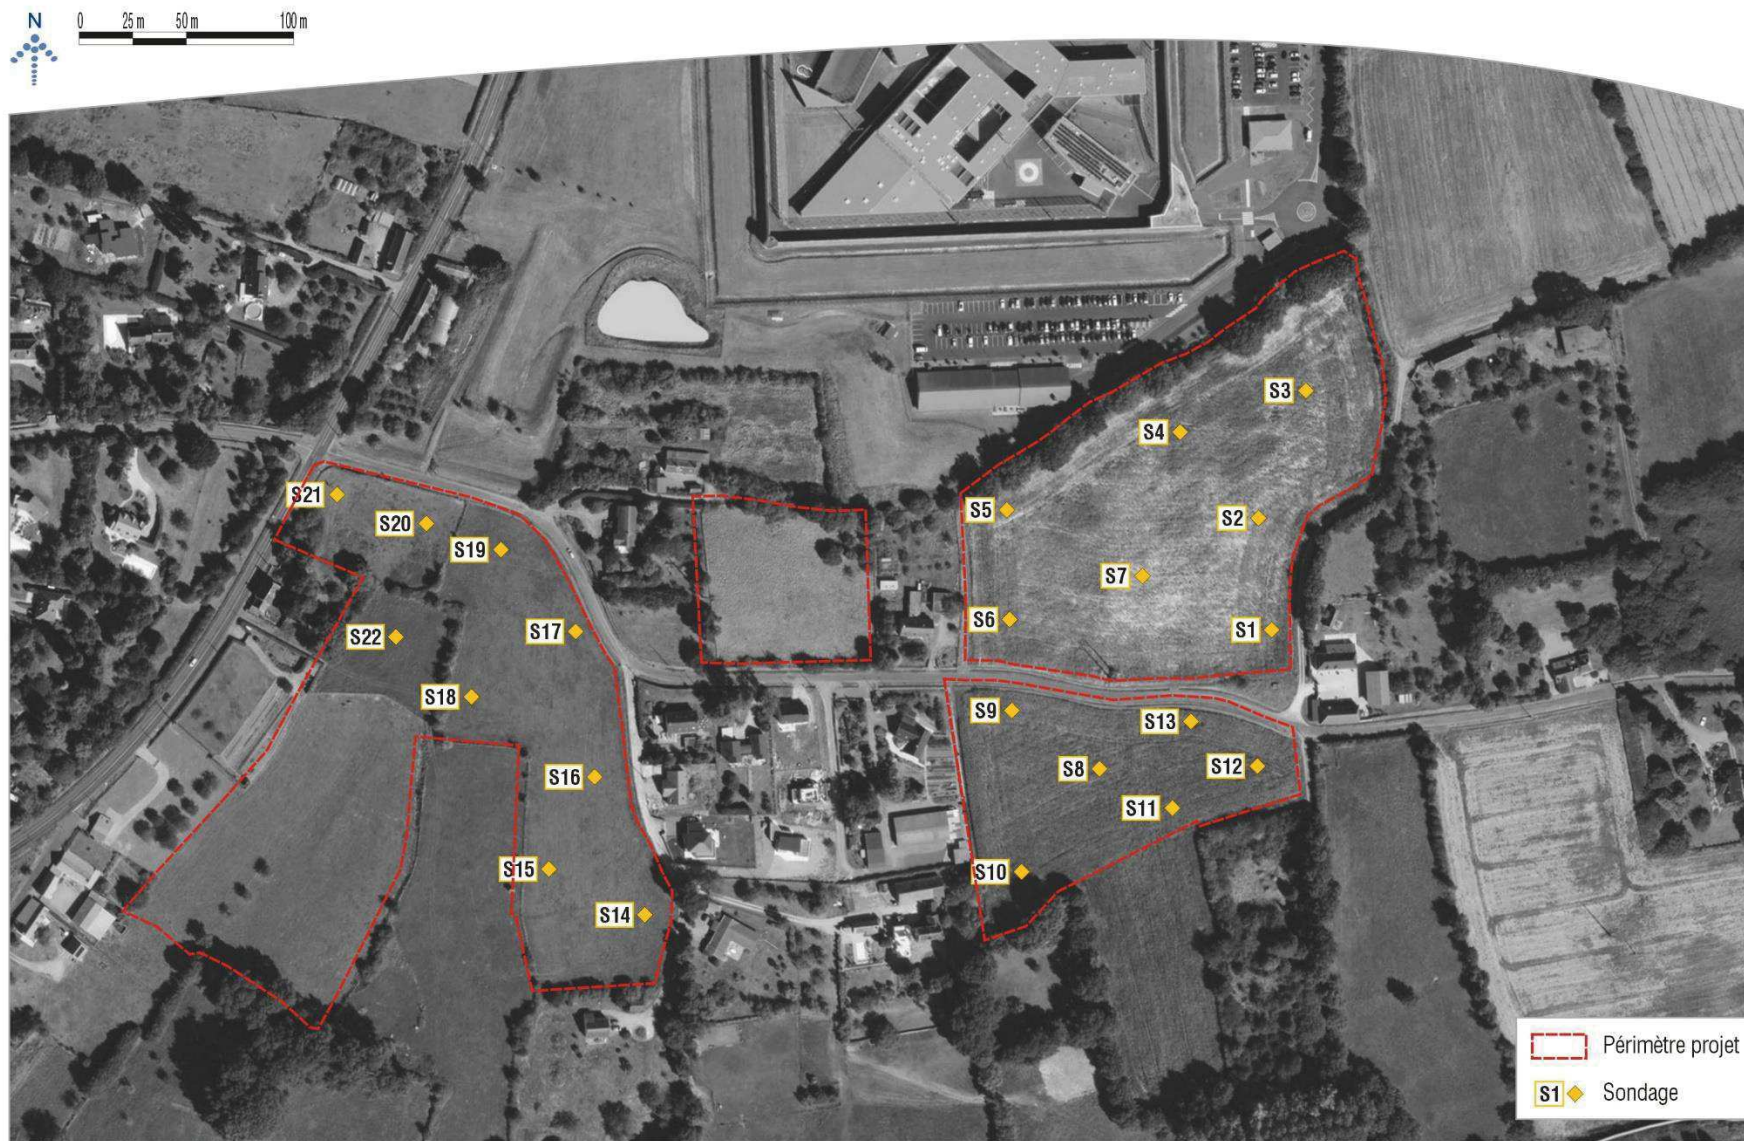 N
0 25 m 50 m 100 m
S3
S4
S21
S5
S20
S2
S19
S7
S6
S17
S1
S22
S18
S9
S13
S16
S8
S12
S11
S15
S10
S14
Périmètre projet
S1 Sondage